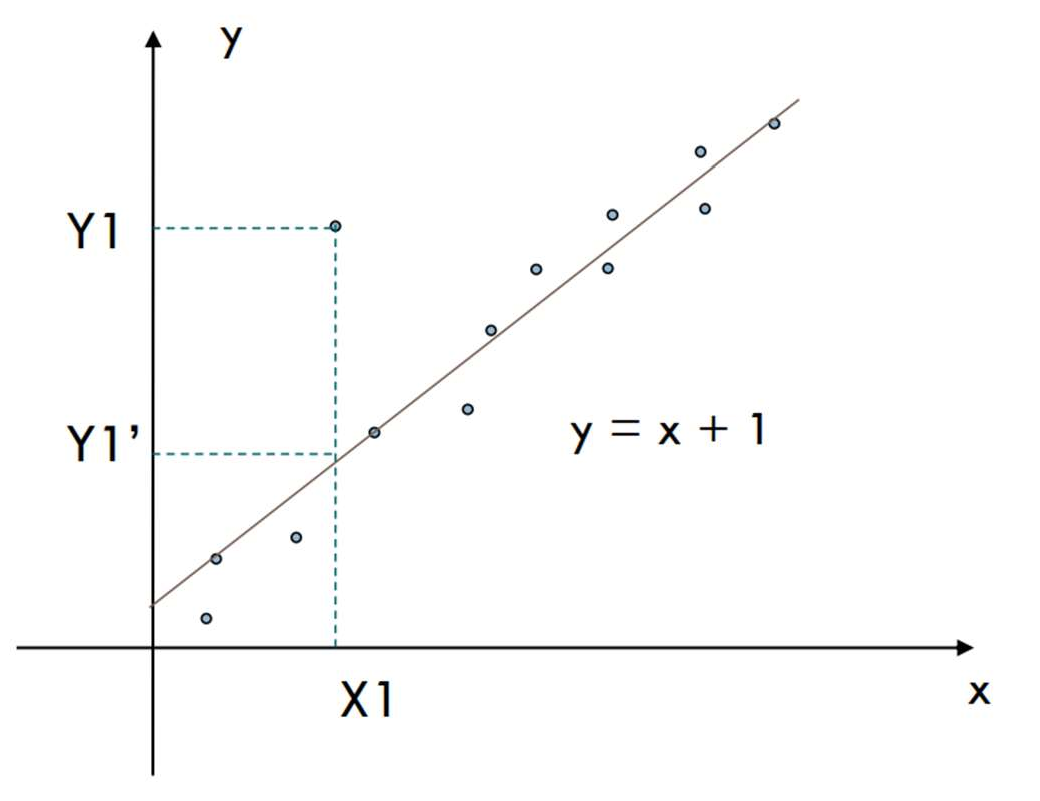 y
Y1
Y1’
y = x + 1
X1
x